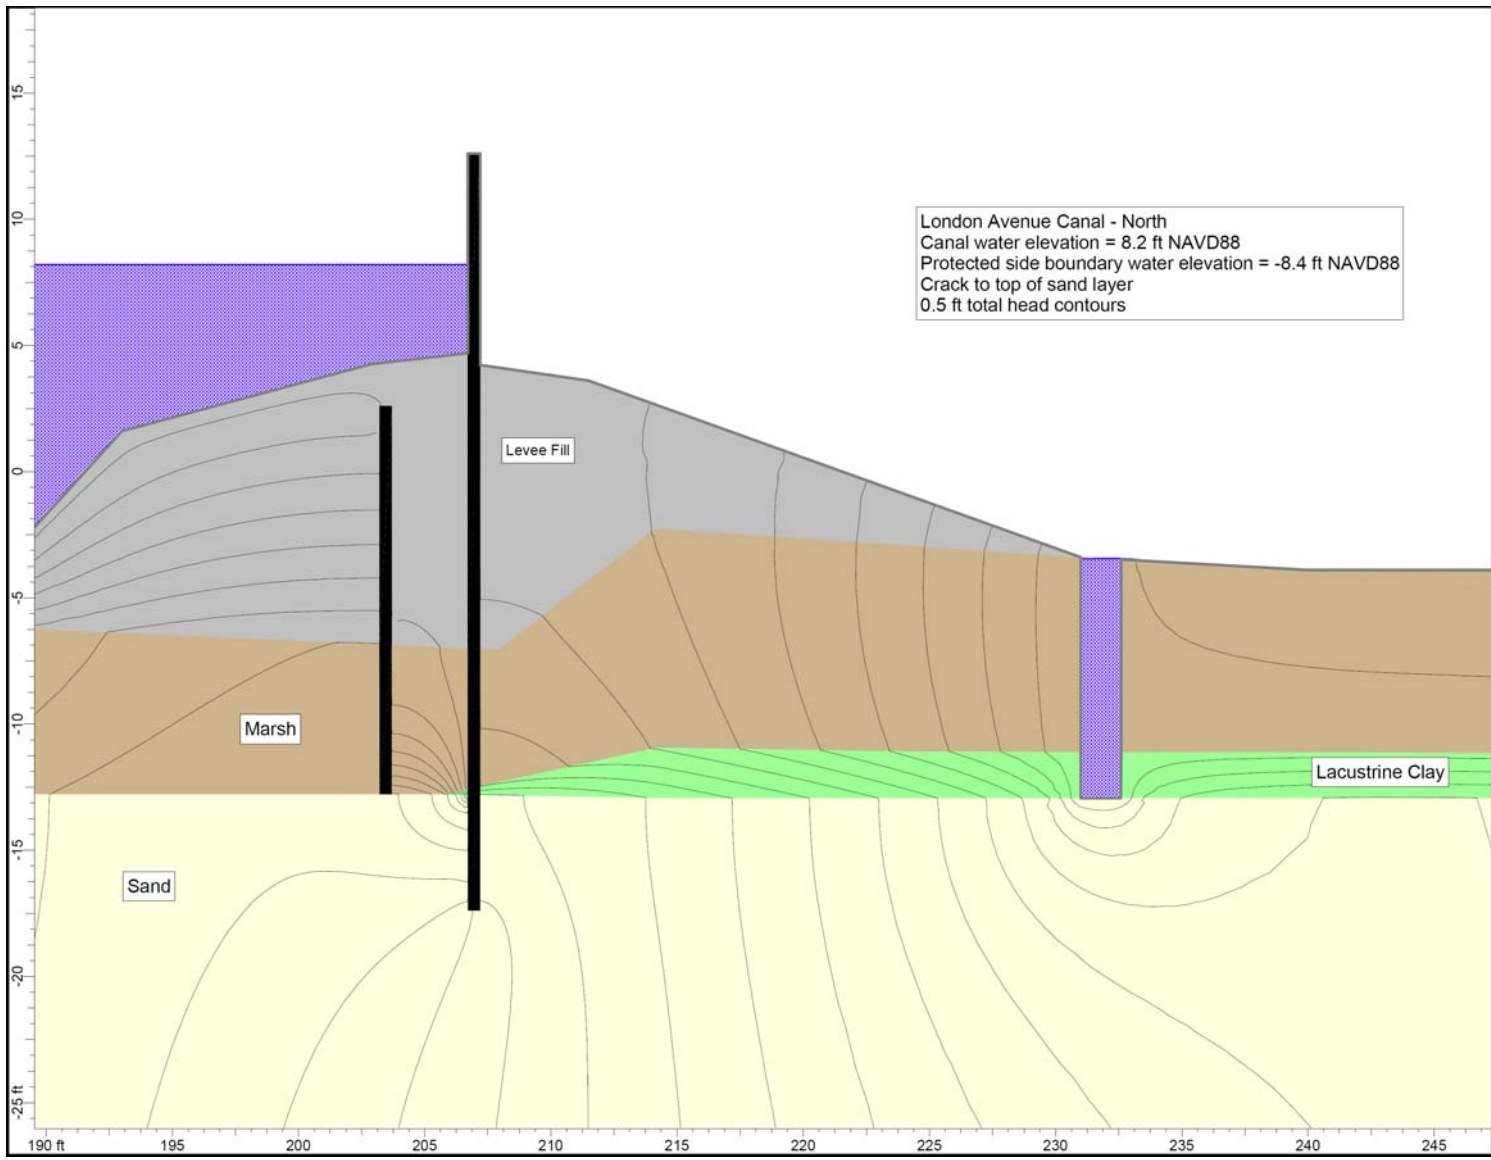 15
10
5
0
-5
-10
-15
-20
-25 ft
London Avenue Canal - North
Canal water elevation = 8.2 ft NAVD88
Protected side boundary water elevation = -8.4 ft NAVD88
Crack to top of sand layer
0.5 ft total head contours
Levee Fill
Marsh
Lacustrine Clay
Sand
190 ft 195 200 205 210 215 220 225 230 235 240 245